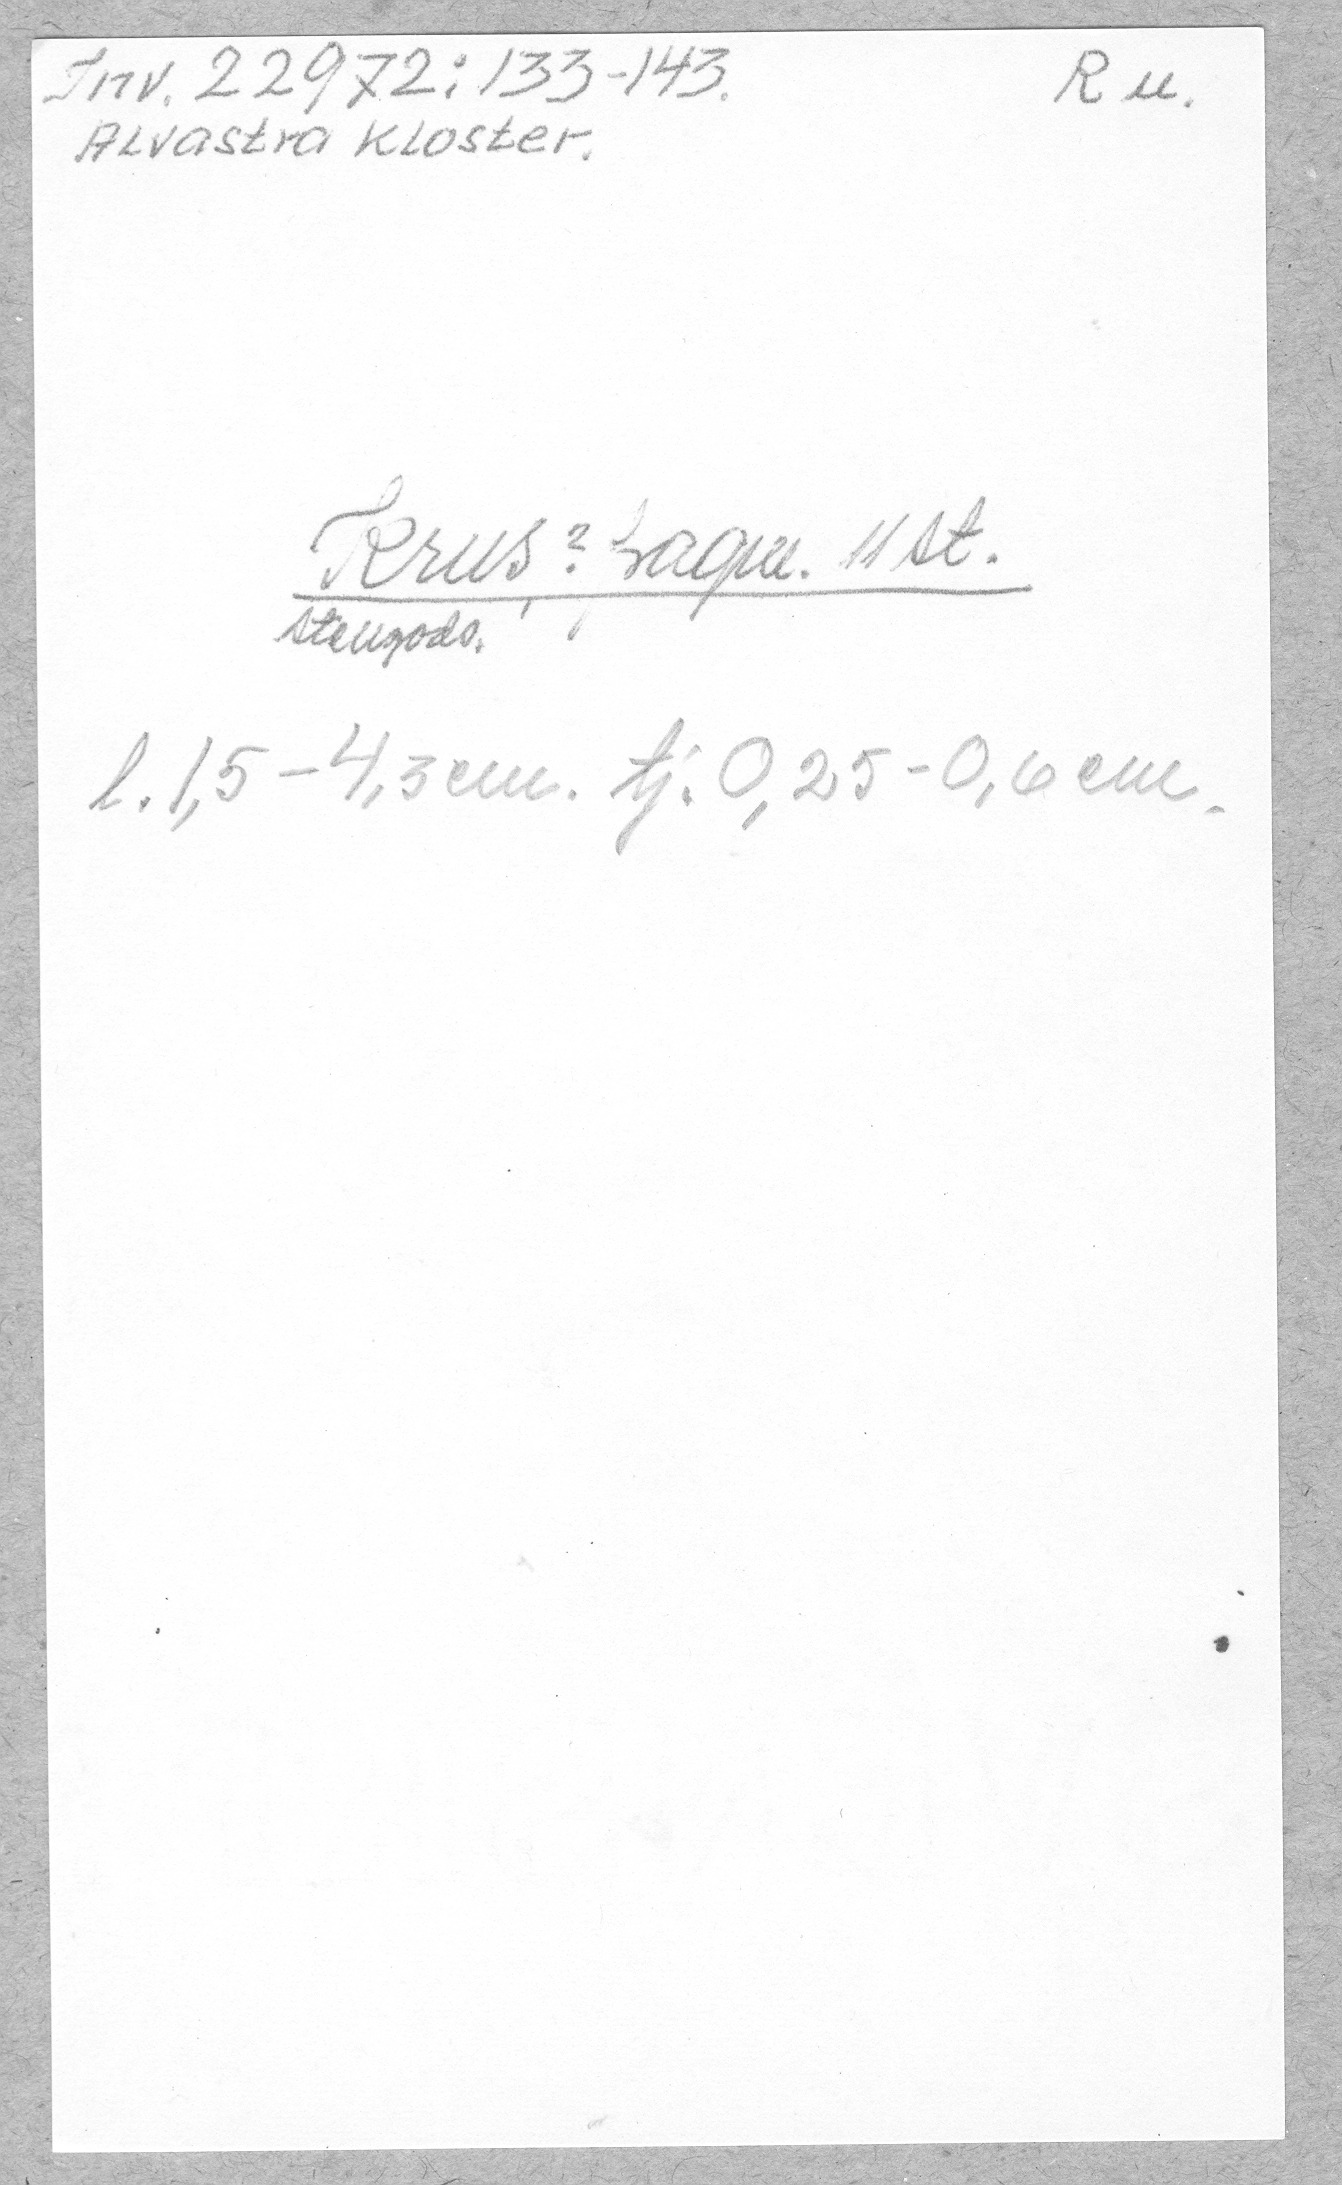 Inv. 22972:133-143. R u.
Alvastra Kloster.
Krus? fragm. 11 st.
stengods.
l. 1,5-4,3 cm. tj. 0,25-0,6 cm.